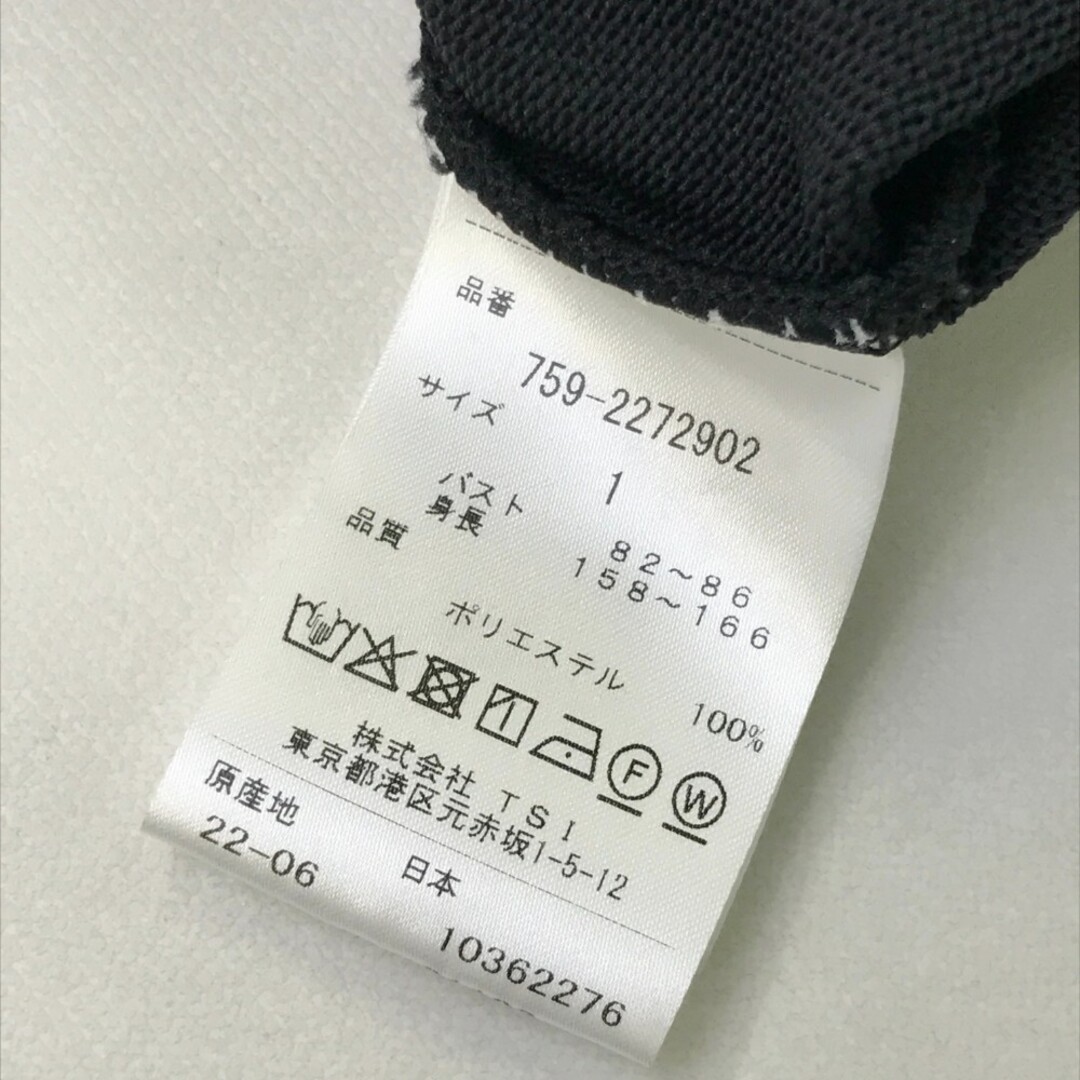 品番
759-2272902
サイズ
1
バスト 82～86
身長 158～166
品質
ポリエステル 100%
F W
株式会社 TSI
東京都港区元赤坂1-5-12
原産地 日本
22-06 10362276